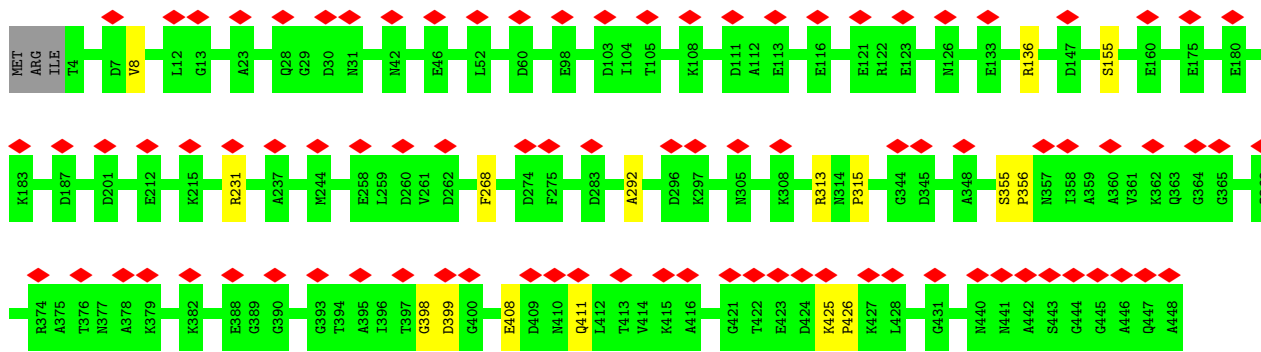 MET ARG ILE T4 D7 V8 L12 G13 A23 Q28 G29 D30 N31 N42 E46 L52 D60 E98 D103 I104 T105 K108 D111 A112 E113 E116 E121 R122 E123 N126 E133 R136 D147 S155 E160 E175 E180
K183 D187 D201 E212 K215 R231 A237 M244 E258 L259 D260 V261 D262 F268 D274 F275 D283 A292 D296 K297 N305 K308 R313 N314 P315 G344 D345 A348 S355 P356 N357 I358 A359 A360 V361 K362 Q363 G364 G365
R374 A375 T376 N377 A378 K379 K382 E388 G389 G390 G393 T394 A395 I396 T397 G398 D399 G400 E408 D409 N410 Q411 L412 T413 V414 K415 A416 G421 T422 E423 D424 K425 P426 K427 L428 G431 N440 N441 A442 S443 G444 G445 A446 Q447 A448